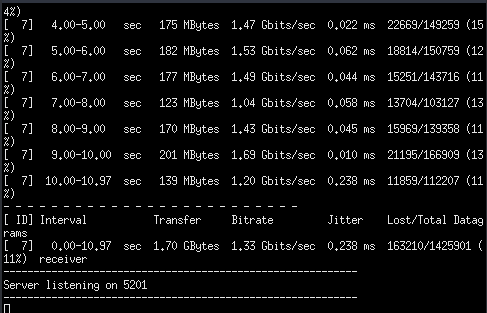 4%)
[  7]   4.00-5.00   sec   175 MBytes  1.47 Gbits/sec  0.022 ms  22669/149259 (15
%)
[  7]   5.00-6.00   sec   182 MBytes  1.53 Gbits/sec  0.062 ms  18814/150759 (12
%)
[  7]   6.00-7.00   sec   177 MBytes  1.49 Gbits/sec  0.044 ms  15251/143716 (11
%)
[  7]   7.00-8.00   sec   123 MBytes  1.04 Gbits/sec  0.058 ms  13704/103127 (13
%)
[  7]   8.00-9.00   sec   170 MBytes  1.43 Gbits/sec  0.045 ms  15969/139358 (11
%)
[  7]   9.00-10.00  sec   201 MBytes  1.69 Gbits/sec  0.010 ms  21195/166909 (13
%)
[  7]  10.00-10.97  sec   139 MBytes  1.20 Gbits/sec  0.238 ms  11859/112207 (11
%)
- - - - - - - - - - - - - - - - - - - - - - - - -
[ ID] Interval           Transfer     Bitrate         Jitter    Lost/Total Datag
rams
[  7]   0.00-10.97  sec  1.70 GBytes  1.33 Gbits/sec  0.238 ms  163210/1425901 (
11%)  receiver
-----------------------------------------------------------
Server listening on 5201
-----------------------------------------------------------